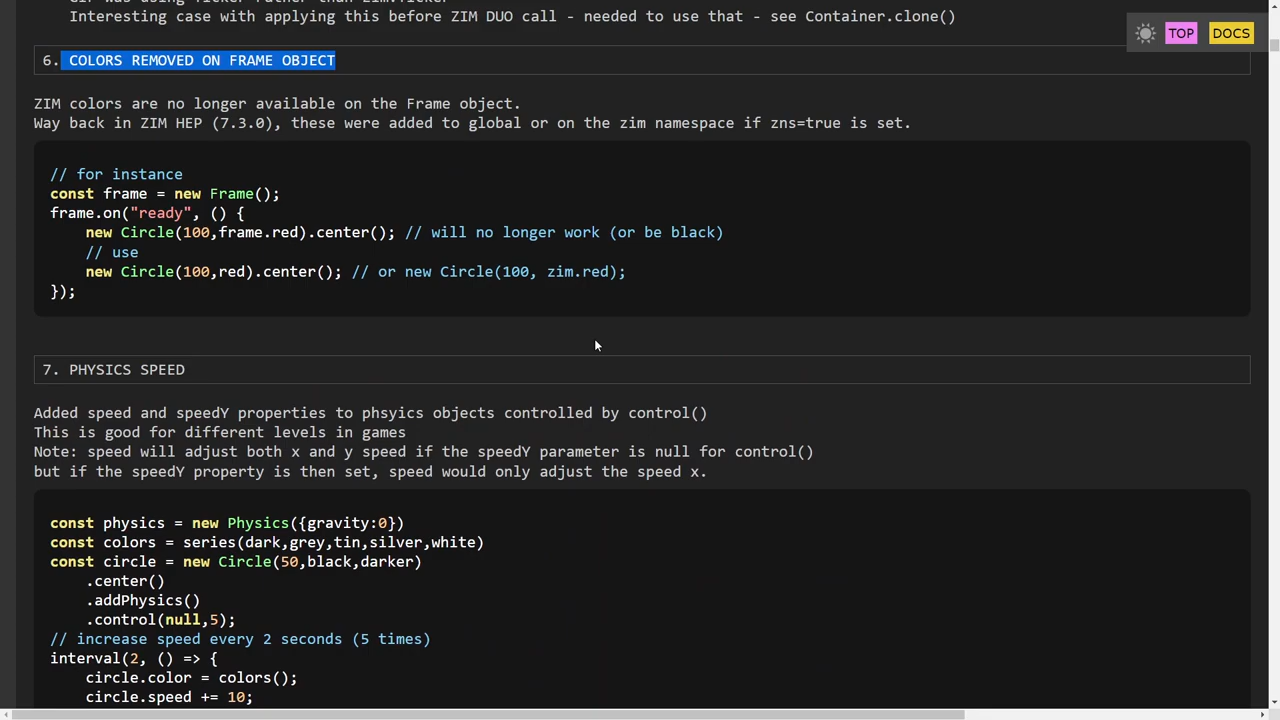 Interesting case with applying this before ZIM DUO call - needed to use that - see Container.clone()
TOP
DOCS
6. COLORS REMOVED ON FRAME OBJECT
ZIM colors are no longer available on the Frame object.
Way back in ZIM HEP (7.3.0), these were added to global or on the zim namespace if zns=true is set.
// for instance
const frame = new Frame();
frame.on("ready", () {
new Circle(100,frame.red).center(); // will no longer work (or be black)
// use
new Circle(100,red).center(); // or new Circle(100, zim.red);
});
7. PHYSICS SPEED
Added speed and speedY properties to phsyics objects controlled by control()
This is good for different levels in games
Note: speed will adjust both x and y speed if the speedY parameter is null for control()
but if the speedY property is then set, speed would only adjust the speed x.
const physics = new Physics({gravity:0})
const colors = series(dark,grey,tin,silver,white)
const circle = new Circle(50,black,darker)
.center()
.addPhysics()
.control(null,5);
// increase speed every 2 seconds (5 times)
interval(2, () => {
circle.color = colors();
circle.speed += 10;